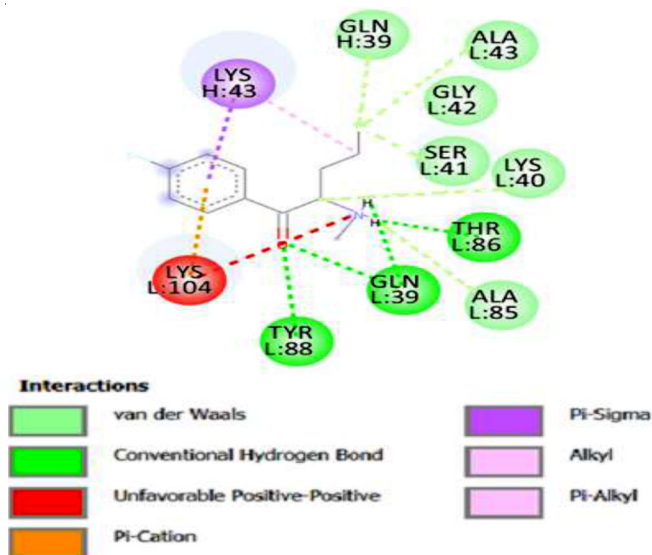 GLN
H:39
ALA
L:43
LYS
H:43
GLY
L:42
SER
L:41
LYS
L:40
THR
L:86
LYS
L:104
GLN
L:39
ALA
L:85
TYR
L:88
H
N
H
Interactions
van der Waals
Conventional Hydrogen Bond
Unfavorable Positive-Positive
Pi-Cation
Pi-Sigma
Alkyl
Pi-Alkyl